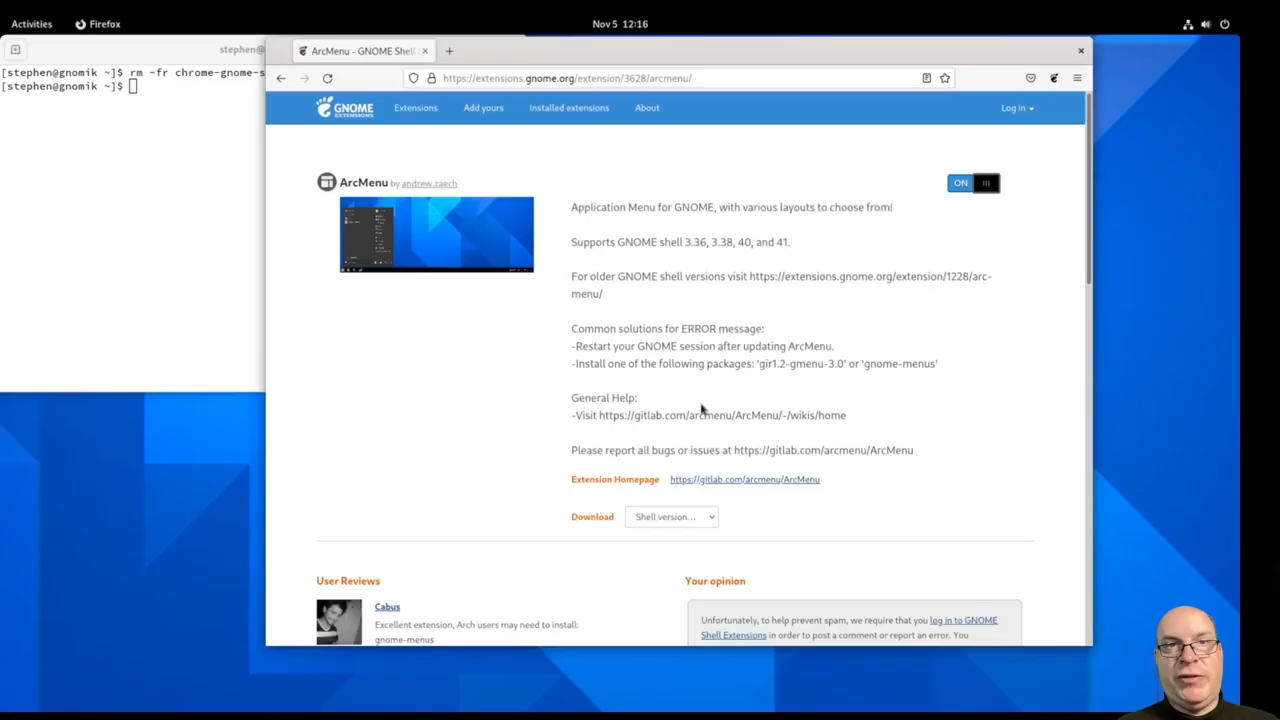 Activities
Firefox
Nov 5 12:16
stephen@
[stephen@gnomik ~]$ rm -fr chrome-gnome-s
[stephen@gnomik ~]$
ArcMenu - GNOME Shell
https://extensions.gnome.org/extension/3628/arcmenu/
GNOME
EXTENSIONS
Extensions
Add yours
Installed extensions
About
Log in
ArcMenu by andrew.zaech
ON
Application Menu for GNOME, with various layouts to choose from!
Supports GNOME shell 3.36, 3.38, 40, and 41.
For older GNOME shell versions visit https://extensions.gnome.org/extension/1228/arc-
menu/
Common solutions for ERROR message:
-Restart your GNOME session after updating ArcMenu.
-Install one of the following packages: 'gir1.2-gmenu-3.0' or 'gnome-menus'
General Help:
-Visit https://gitlab.com/arcmenu/ArcMenu/-/wikis/home
Please report all bugs or issues at https://gitlab.com/arcmenu/ArcMenu
Extension Homepage https://gitlab.com/arcmenu/ArcMenu
Download Shell version...
User Reviews
Cabus
Excellent extension, Arch users may need to install:
gnome-menus
Your opinion
Unfortunately, to help prevent spam, we require that you log in to GNOME
Shell Extensions in order to post a comment or report an error. You